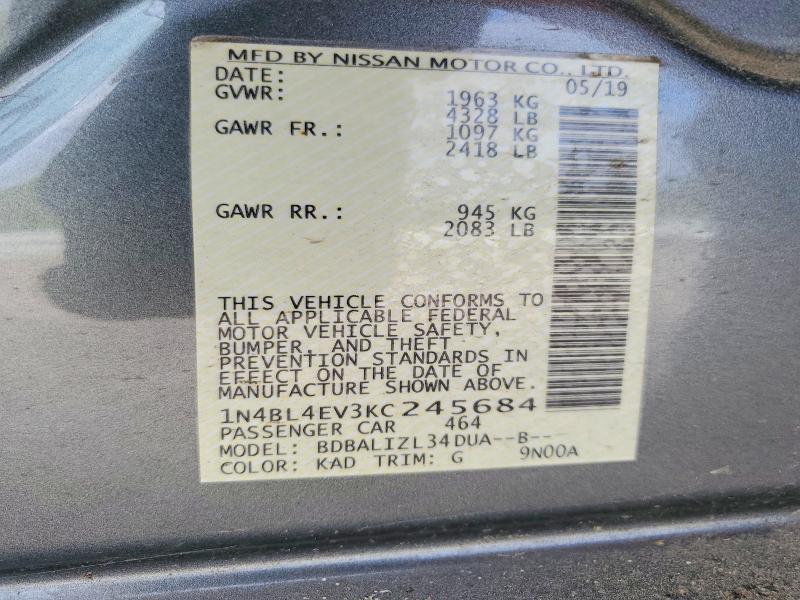 MFD BY NISSAN MOTOR CO., LTD.
DATE: 05/19
GVWR: 1963 KG
4328 LB
GAWR FR.: 1097 KG
2418 LB
GAWR RR.: 945 KG
2083 LB
THIS VEHICLE CONFORMS TO
ALL APPLICABLE FEDERAL
MOTOR VEHICLE SAFETY,
BUMPER, AND THEFT
PREVENTION STANDARDS IN
EFFECT ON THE DATE OF
MANUFACTURE SHOWN ABOVE.
1N4BL4EV3KC245684
PASSENGER CAR 464
MODEL: BDBALIZL34DUA--B--
COLOR: KAD TRIM: G 9N00A